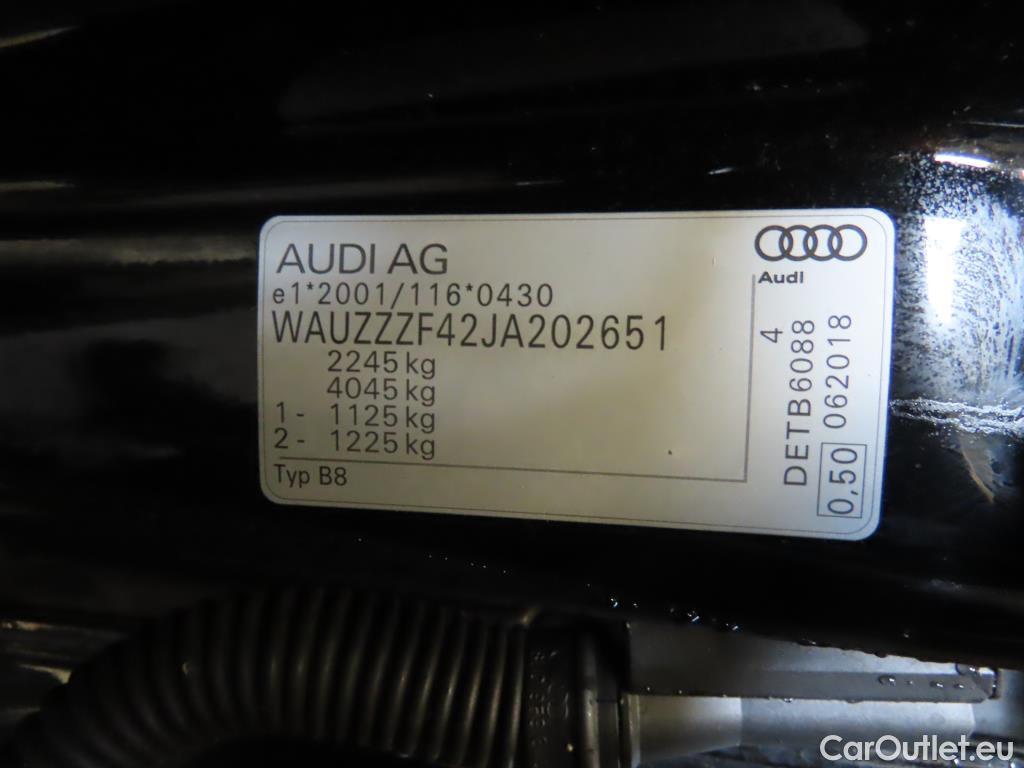 AUDI AG
e1*2001/116*0430
WAUZZZF42JA202651
2245 kg
4045 kg
1- 1125 kg
2- 1225 kg
Typ B8
Audi
4
DETB6088
0,50 062018
CarOutlet.eu